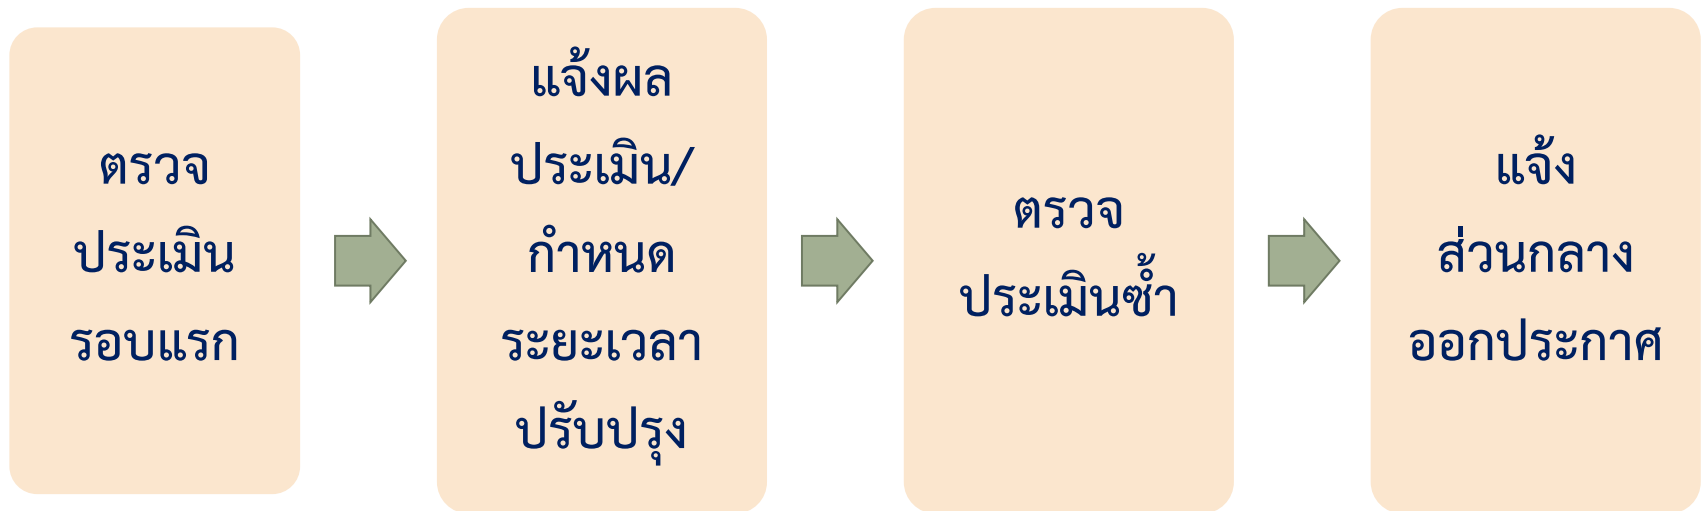 ตรวจ
ประเมิน
รอบแรก
แจ้งผล
ประเมิน/
กำหนด
ระยะเวลา
ปรับปรุง
ตรวจ
ประเมินซ้ำ
แจ้ง
ส่วนกลาง
ออกประกาศ